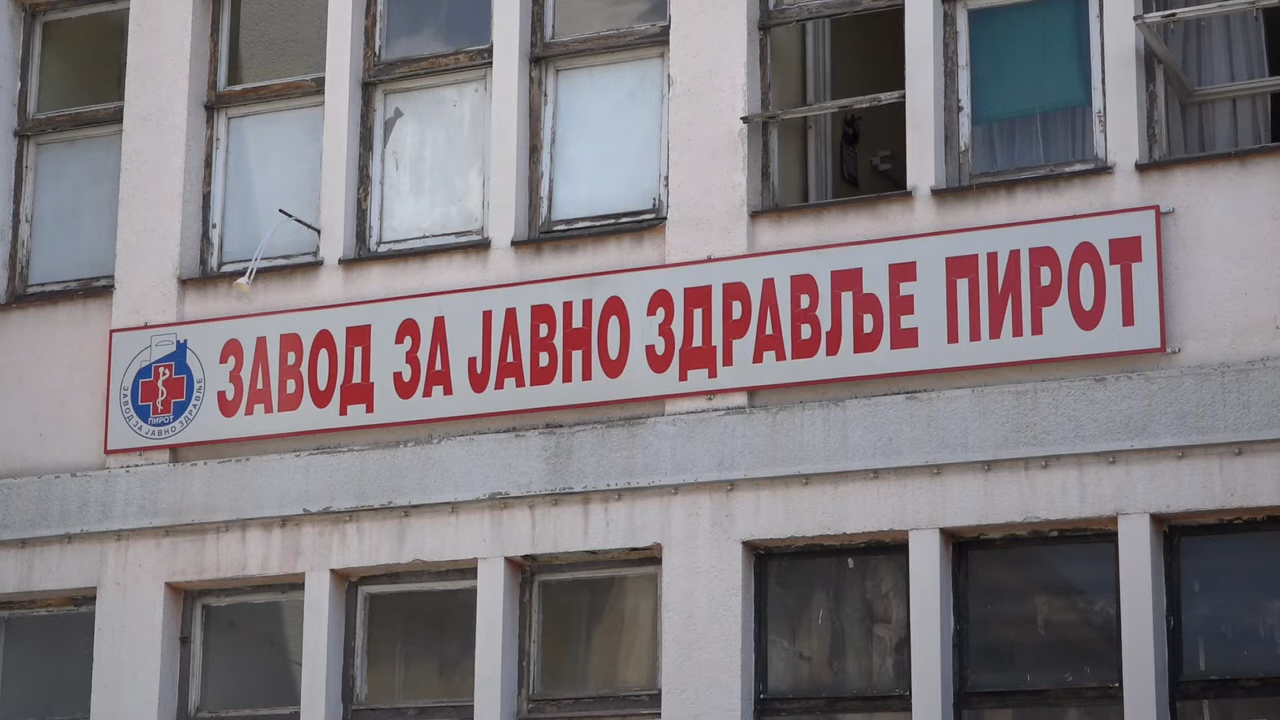 ЗАВОД ЗА ЈАВНО ЗДРАВЉЕ ПИРОТ
ПИРОТ
ЗАВОД ЗА ЈАВНО ЗДРАВЉЕ